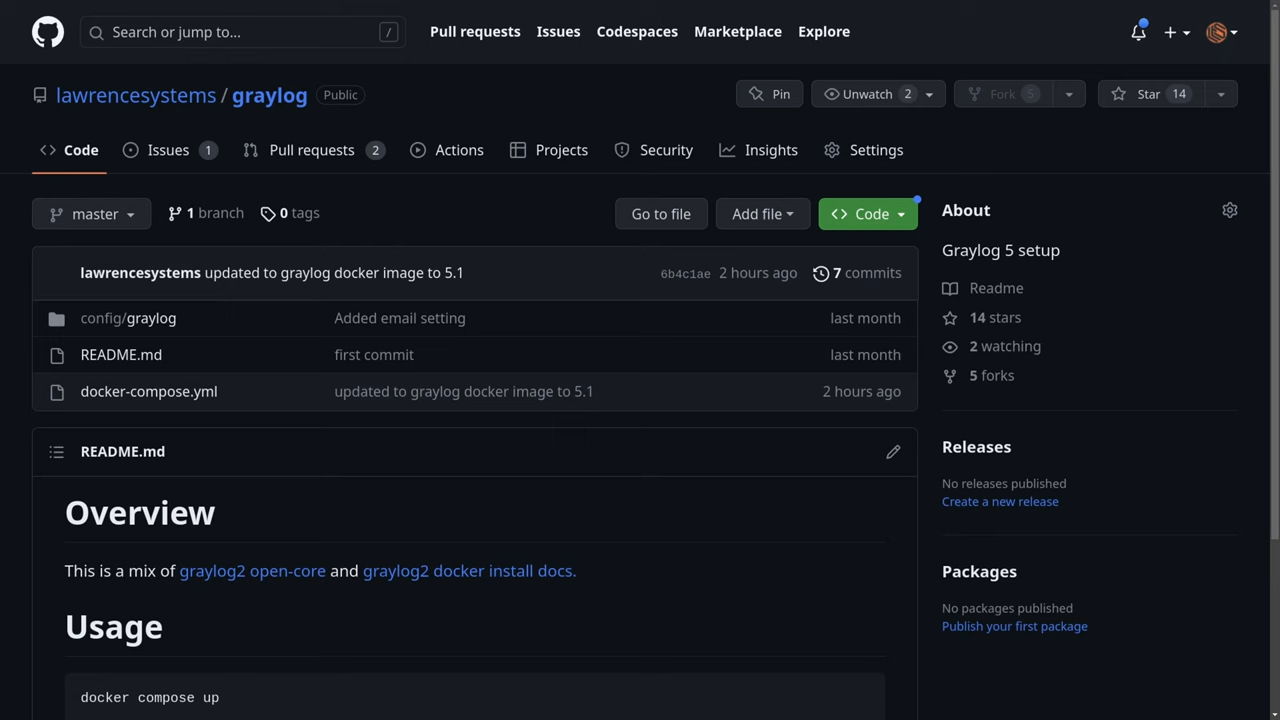 Search or jump to... /
Pull requests Issues Codespaces Marketplace Explore
lawrencesystems / graylog Public
Pin Unwatch 2 Fork 5 Star 14
Code Issues 1 Pull requests 2 Actions Projects Security Insights Settings
master 1 branch 0 tags Go to file Add file Code
lawrencesystems updated to graylog docker image to 5.1 6b4c1ae 2 hours ago 7 commits
config/graylog Added email setting last month
README.md first commit last month
docker-compose.yml updated to graylog docker image to 5.1 2 hours ago
README.md
Overview
This is a mix of graylog2 open-core and graylog2 docker install docs.
Usage
docker compose up
About
Graylog 5 setup
Readme
14 stars
2 watching
5 forks
Releases
No releases published
Create a new release
Packages
No packages published
Publish your first package